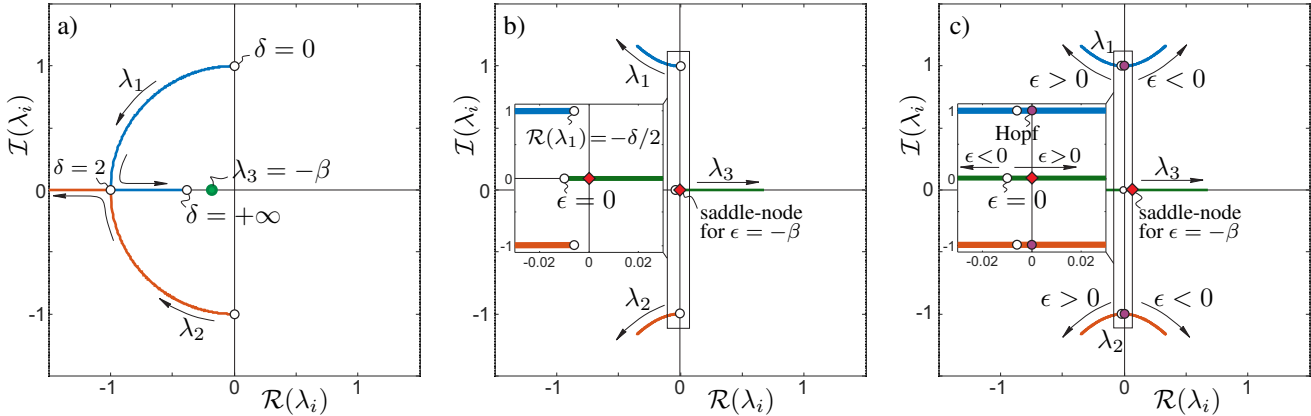 a)
1
0
-1
-1
0
1
𝓘(λᵢ)
𝓡(λᵢ)
δ = 0
λ₁
δ = 2
λ₃ = −β
δ = +∞
λ₂
b)
1
0
-1
-1
0
1
𝓘(λᵢ)
𝓡(λᵢ)
λ₁
1
0
-1
-0.02
0
0.02
𝓡(λ₁) = −δ/2
ϵ = 0
λ₃
saddle-node
for ϵ = −β
λ₂
c)
1
0
-1
-1
0
1
𝓘(λᵢ)
𝓡(λᵢ)
λ₁
ϵ > 0
ϵ < 0
1
0
-1
-0.02
0
0.02
Hopf
ϵ<0
ϵ>0
ϵ = 0
λ₃
saddle-node
for ϵ = −β
ϵ > 0
ϵ < 0
λ₂